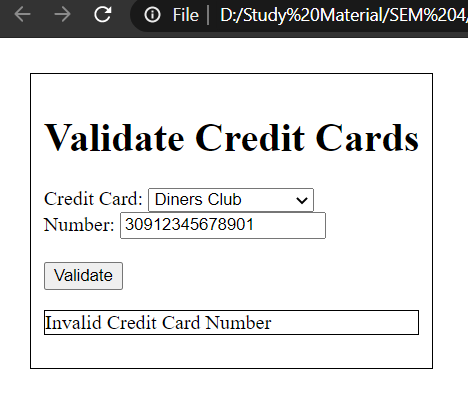 File | D:/Study%20Material/SEM%204/
Validate Credit Cards
Credit Card: Diners Club
Number: 30912345678901
Validate
Invalid Credit Card Number